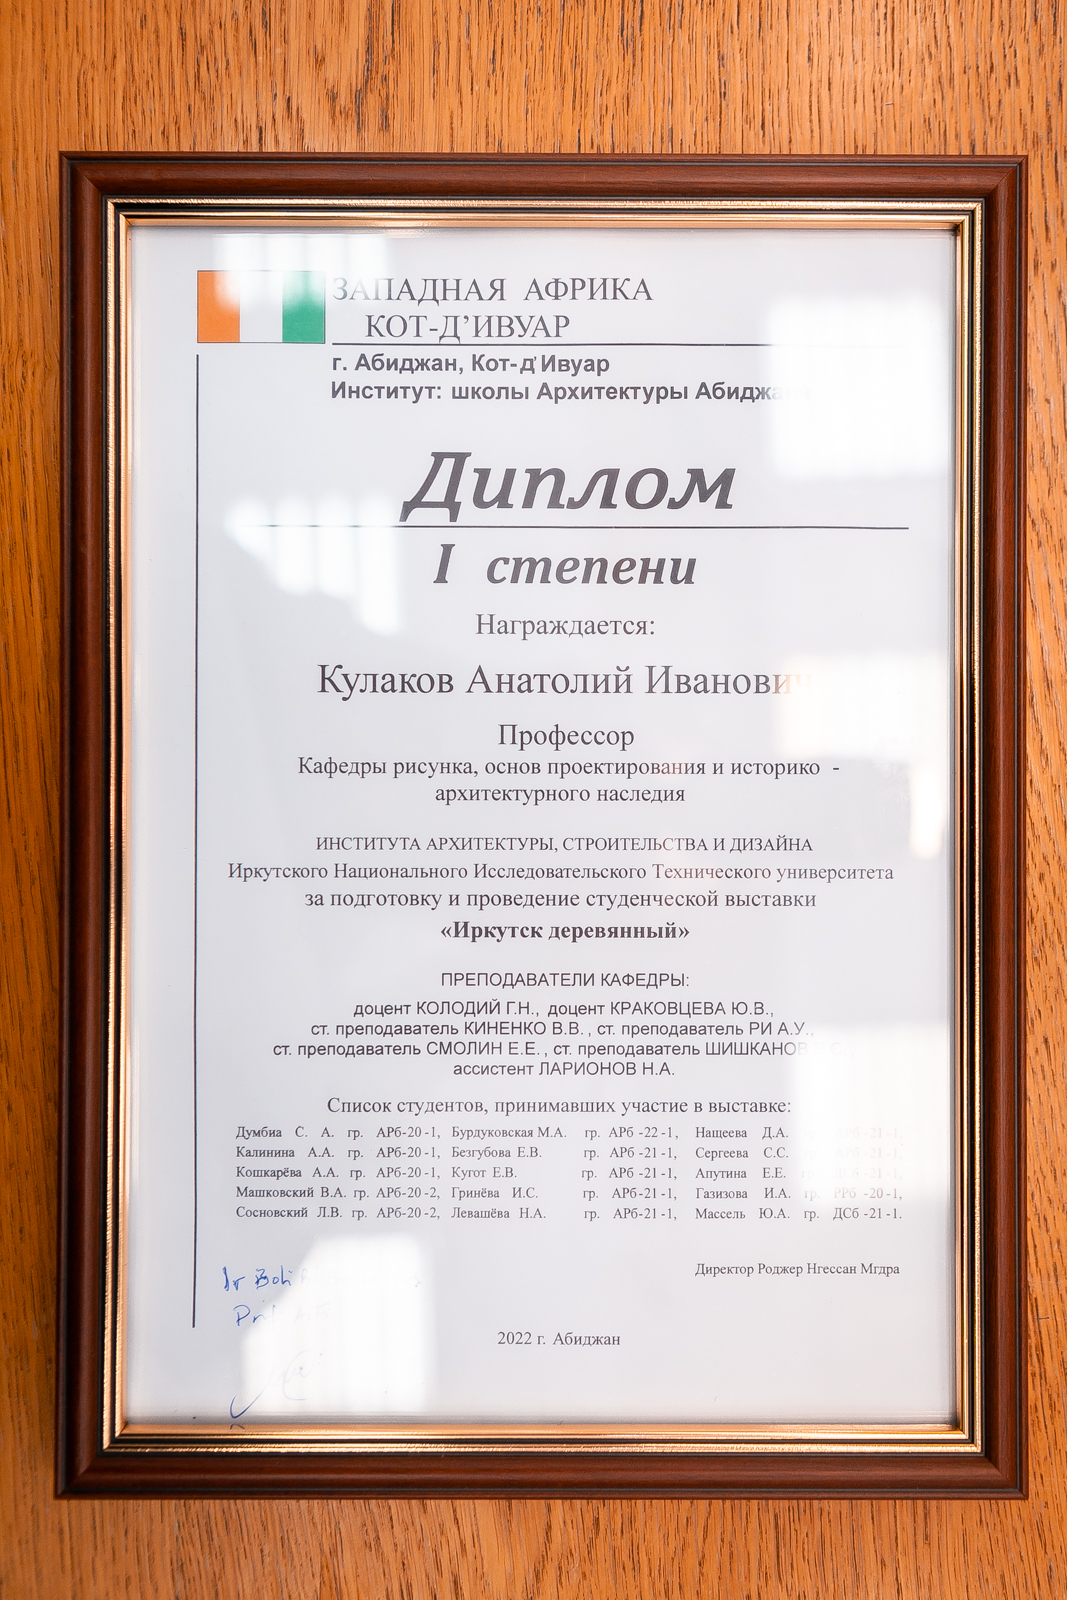 ЗАПАДНАЯ АФРИКА
КОТ-Д’ИВУАР
г. Абиджан, Кот-д’Ивуар
Институт: школы Архитектуры
Диплом
I степени
Награждается:
Кулаков Анатолий Иванович
Профессор
Кафедры рисунка, основ проектирования и историко -
архитектурного наследия
ИНСТИТУТА АРХИТЕКТУРЫ, СТРОИТЕЛЬСТВА И ДИЗАЙНА
Иркутского Национального Исследовательского Технического университета
за подготовку и проведение студенческой выставки
«Иркутск деревянный»
ПРЕПОДАВАТЕЛИ КАФЕДРЫ:
доцент КОЛОДИЙ Г.Н., доцент КРАКОВЦЕВА Ю.В.,
ст. преподаватель КИНЕНКО В.В., ст. преподаватель РИ А.У.,
ст. преподаватель СМОЛИН Е.Е., ст. преподаватель ШИШКАНОВ
ассистент ЛАРИОНОВ Н.А.
Список студентов, принимавших участие в выставке:
Думбиа С. А. гр. АРб-20-1, Бурдуковская М.А. гр. АРб -22-1, Нащеева Д.А. -21-1,
Калинина А.А. гр. АРб-20-1, Безгубова Е.В. гр. АРб -21-1, Сергеева С.С. -21-1,
Кошкарёва А.А. гр. АРб-20-1, Кугот Е.В. гр. АРб -21-1, Апутина Е.Е. -21-1,
Машковский В.А. гр. АРб-20-2, Гринёва И.С. гр. АРб-21-1, Газизова И.А. гр. РРб -20-1,
Сосновский Л.В. гр. АРб-20-2, Левашёва Н.А. гр. АРб-21-1, Массель Ю.А. гр. ДСб -21-1.
Директор Роджер Нгессан Мгдра
2022 г. Абиджан